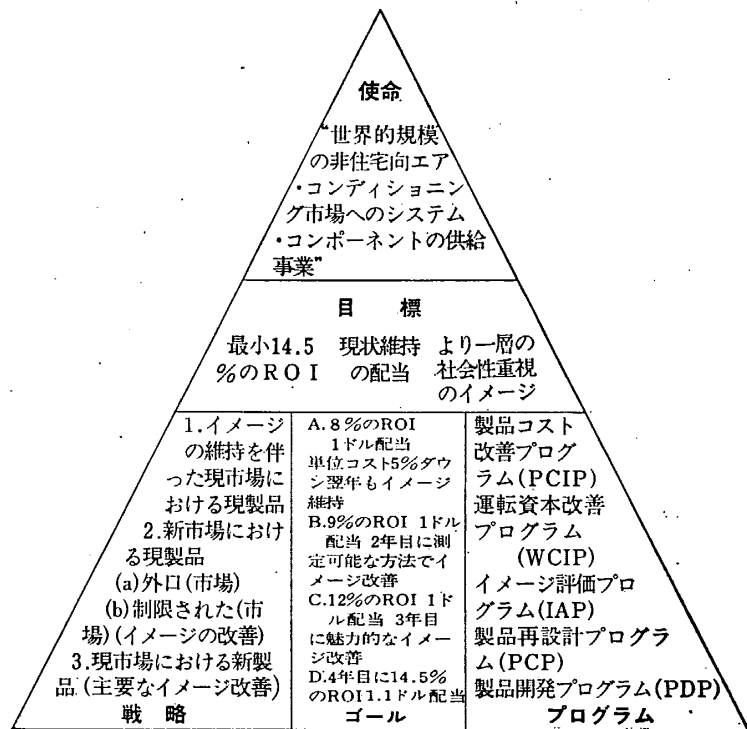 使命
“世界的規模
の非住宅向エア
・コンディショニン
グ市場へのシステム
・コンポーネントの供給
事業”
目　標
最小14.5
%のROI
現状維持
の配当
より一層の
社会性重視
のイメージ
1.イメージ
の維持を伴
った現市場に
おける現製品
2.新市場におけ
る現製品
(a)外口(市場)
(b)制限された(市
場)(イメージの改善)
3.現市場における新製
品(主要なイメージ改善)
戦　略
A.8%のROI
1ドル配当
単位コスト5%ダウ
ン翌年もイメージ
維持
B.9%のROI 1ドル
配当 2年目に測
定可能な方法でイ
メージ改善
C.12%のROI 1ド
ル配当 3年目
に魅力的なイメー
ジ改善
D.4年目に14.5%
のROI1.1ドル配当
ゴール
製品コスト
改善プログ
ラム(PCIP)
運転資本改善
プログラム
(WCIP)
イメージ評価プロ
グラム(IAP)
製品再設計プログラ
ム(PCP)
製品開発プログラム(PDP)
プログラム